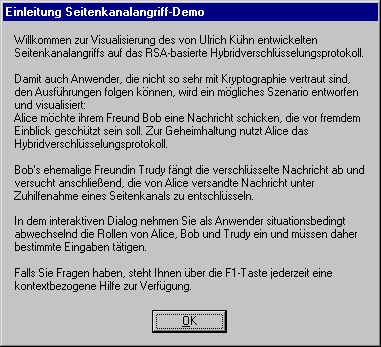 Einleitung Seitenkanalangriff-Demo
Willkommen zur Visualisierung des von Ulrich Kühn entwickelten
Seitenkanalangriffs auf das RSA-basierte Hybridverschlüsselungsprotokoll.
Damit auch Anwender, die nicht so sehr mit Kryptographie vertraut sind,
den Ausführungen folgen können, wird ein mögliches Szenario entworfen
und visualisiert:
Alice möchte ihrem Freund Bob eine Nachricht schicken, die vor fremdem
Einblick geschützt sein soll. Zur Geheimhaltung nutzt Alice das
Hybridverschlüsselungsprotokoll.
Bob's ehemalige Freundin Trudy fängt die verschlüsselte Nachricht ab und
versucht anschließend, die von Alice versandte Nachricht unter
Zuhilfenahme eines Seitenkanals zu entschlüsseln.
In dem interaktiven Dialog nehmen Sie als Anwender situationsbedingt
abwechselnd die Rollen von Alice, Bob und Trudy ein und müssen daher
bestimmte Eingaben tätigen.
Falls Sie Fragen haben, steht Ihnen über die F1-Taste jederzeit eine
kontextbezogene Hilfe zur Verfügung.
OK